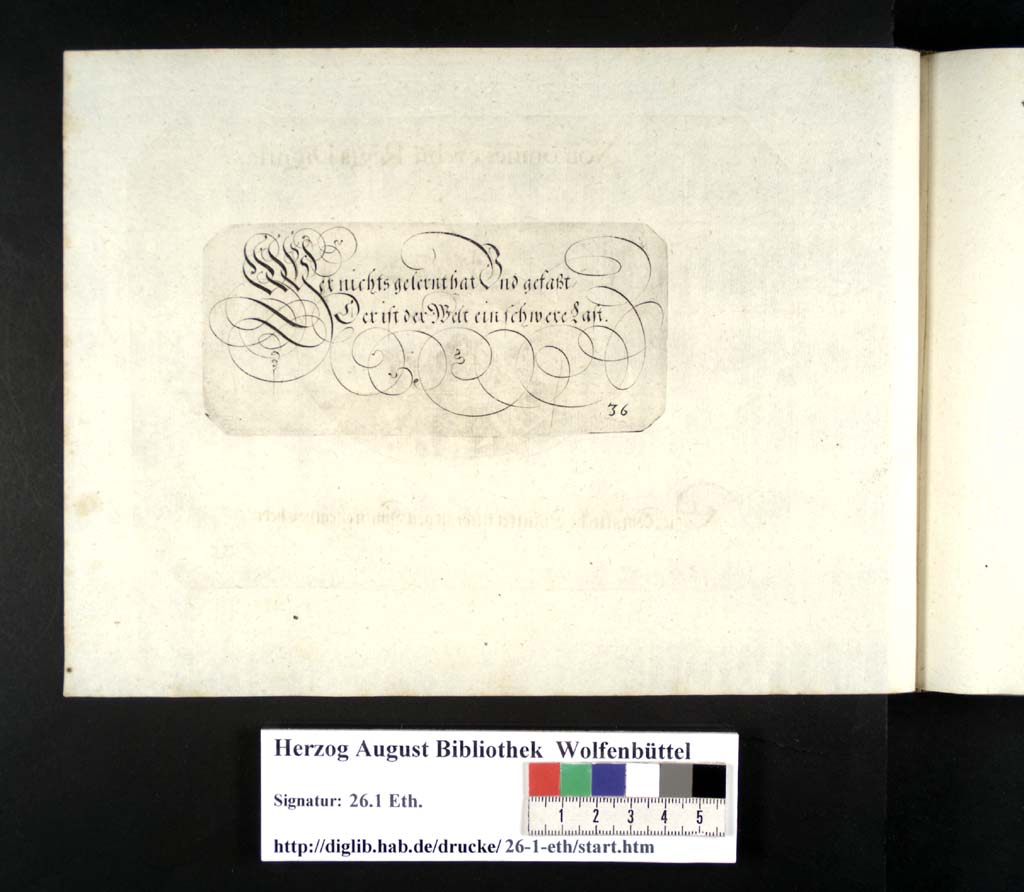 Wer nichts gelernt hat Vnd gefaßt
Der ist der Welt ein schwere Last.
36
Herzog August Bibliothek Wolfenbüttel
Signatur: 26.1 Eth.
1 2 3 4 5
http://diglib.hab.de/drucke/ 26-1-eth/start.htm